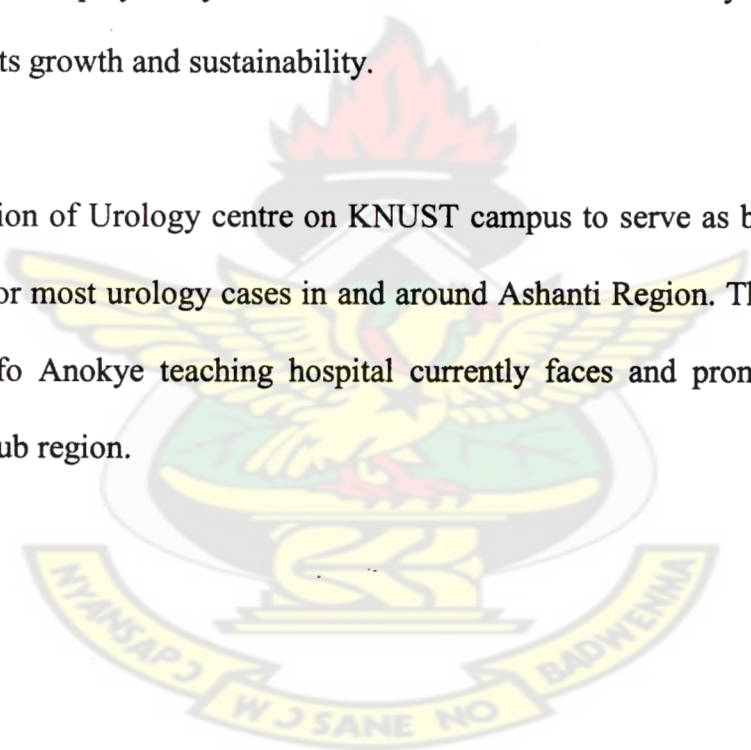 ts growth and sustainability.
ion of Urology centre on KNUST campus to serve as b
or most urology cases in and around Ashanti Region. Th
fo Anokye teaching hospital currently faces and pron
ub region.
NYANSAPƆ WƆSANE NO BADWENMA